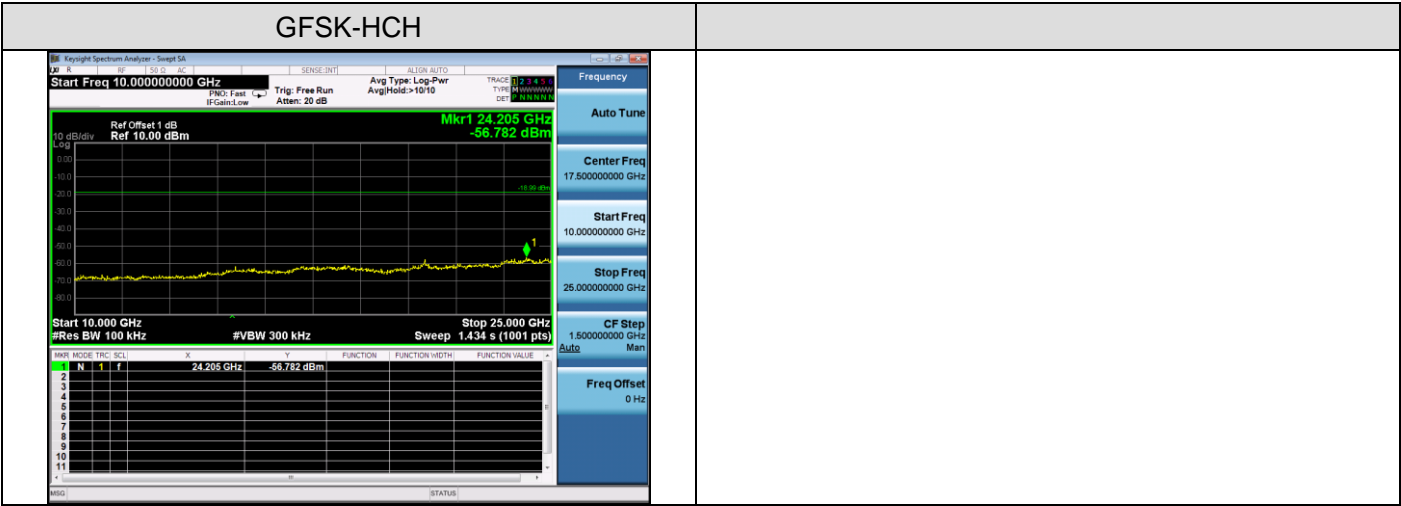 GFSK-HCH
Keysight Spectrum Analyzer - Swept SA
R RF 50 Ω AC SENSE:INT ALIGN AUTO
Start Freq 10.000000000 GHz
PNO: Fast
IFGain:Low
Trig: Free Run
Atten: 20 dB
Avg Type: Log-Pwr
Avg|Hold:>10/10
TRACE 1 2 3 4 5 6
TYPE M WWWWW
DET P N N N N N
Ref Offset 1 dB
10 dB/div Ref 10.00 dBm
Log
Mkr1 24.205 GHz
-56.782 dBm
0.00
-10.0
-20.0
-30.0
-40.0
-50.0
-60.0
-70.0
-80.0
-18.99 dBm
1
Start 10.000 GHz Stop 25.000 GHz
#Res BW 100 kHz #VBW 300 kHz Sweep 1.434 s (1001 pts)
MKR MODE TRC SCL X Y FUNCTION FUNCTION WIDTH FUNCTION VALUE
1 N 1 f 24.205 GHz -56.782 dBm
2
3
4
5
6
7
8
9
10
11
MSG STATUS
Frequency
Auto Tune
Center Freq
17.500000000 GHz
Start Freq
10.000000000 GHz
Stop Freq
25.000000000 GHz
CF Step
1.500000000 GHz
Auto Man
Freq Offset
0 Hz